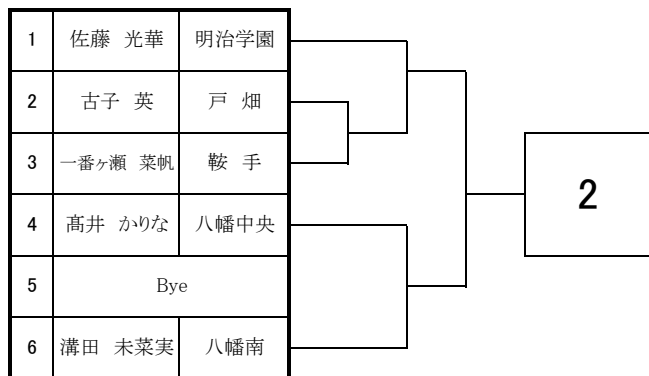 1 佐藤 光華 明治学園
2 古子 英 戸 畑
3 一番ヶ瀬 菜帆 鞍 手
4 髙井 かりな 八幡中央
5 Bye
6 溝田 未菜実 八幡南
2